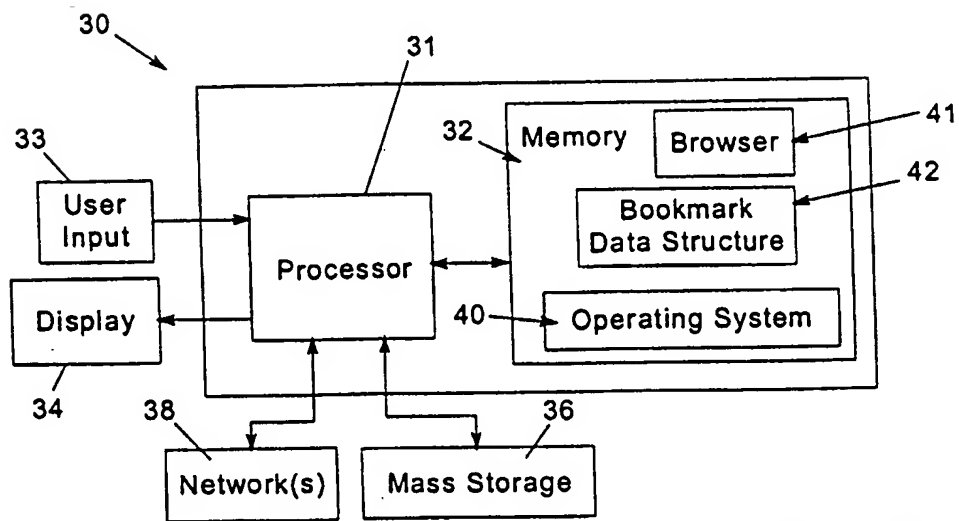 30
31
33
User
Input
Processor
32
Memory
Browser
41
42
Bookmark
Data Structure
40
Operating System
Display
34
38
36
Network(s)
Mass Storage